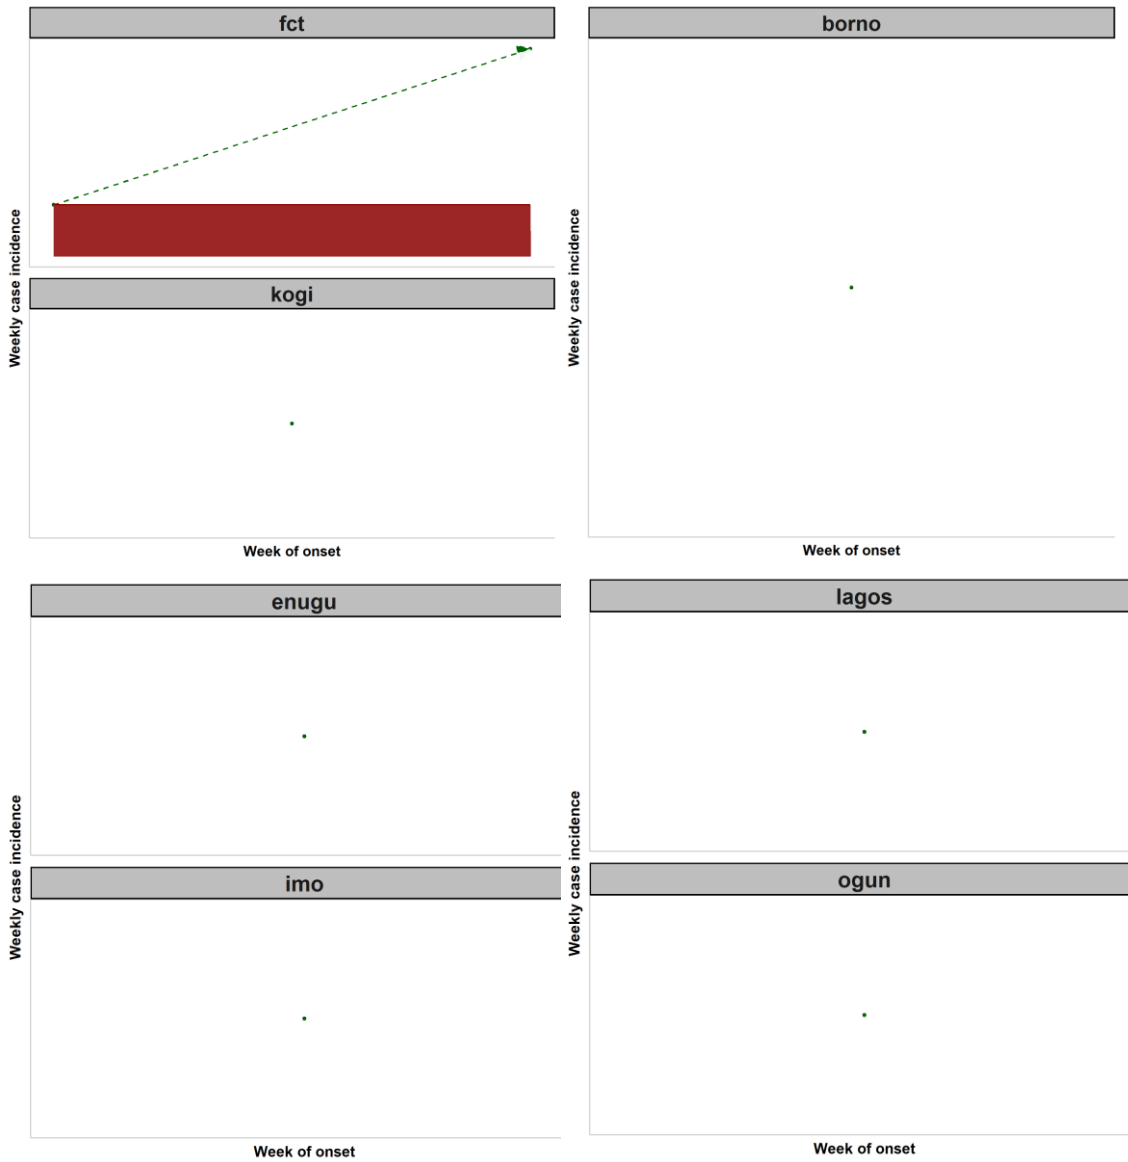 fct
Weekly case incidence
kogi
Week of onset
borno
Weekly case incidence
Week of onset
enugu
Weekly case incidence
imo
Week of onset
lagos
Weekly case incidence
ogun
Week of onset